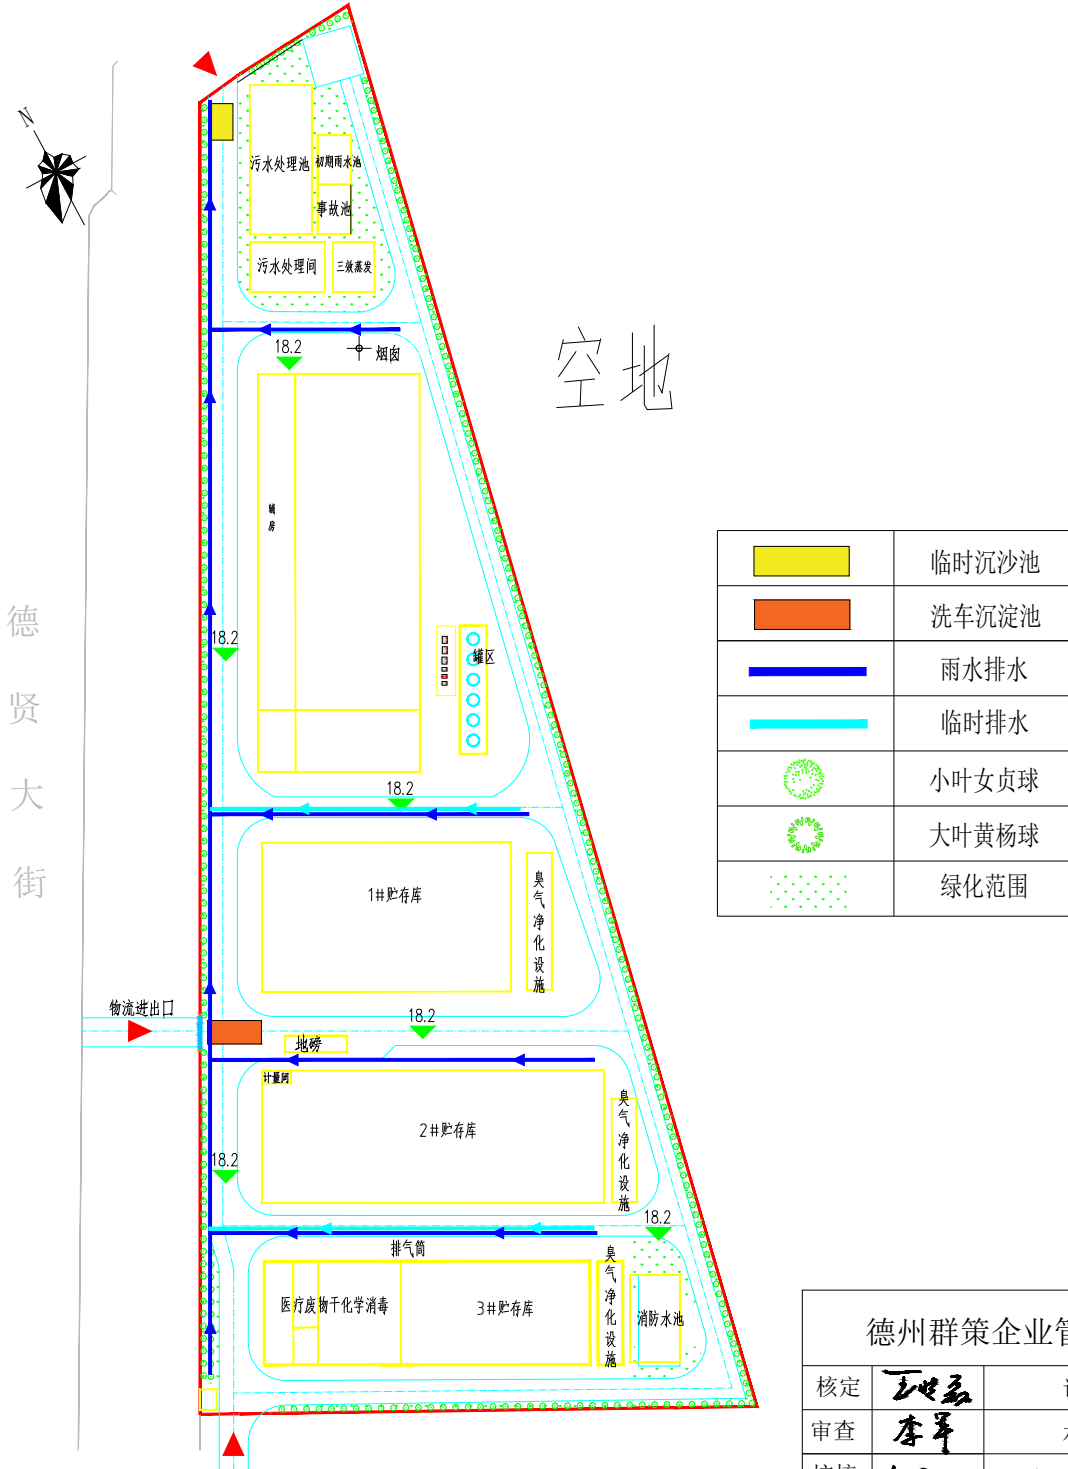 N
污水处理池
初期雨水池
事故池
污水处理间
三效蒸发
18.2
烟囱
空地
辅房
18.2
罐区
德贤大街
18.2
1#贮存库
臭气净化设施
物流进出口
18.2
地磅
计量间
2#贮存库
臭气净化设施
18.2
18.2
排气筒
医疗废物干化学消毒
3#贮存库
臭气净化设施
消防水池
临时沉沙池
洗车沉淀池
雨水排水
临时排水
小叶女贞球
大叶黄杨球
绿化范围
德州群策企业管
核定
审查
李军